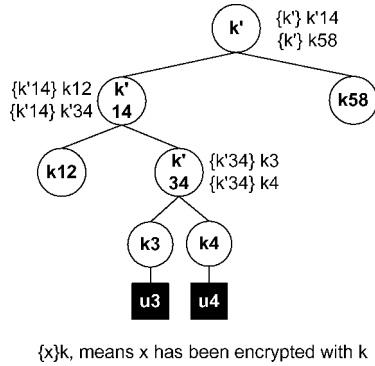 k'
{k'} k'14
{k'} k58
{k'14} k12
{k'14} k'34
k'
14
k58
k12
k'
34
{k'34} k3
{k'34} k4
k3
k4
u3
u4
{x}k, means x has been encrypted with k